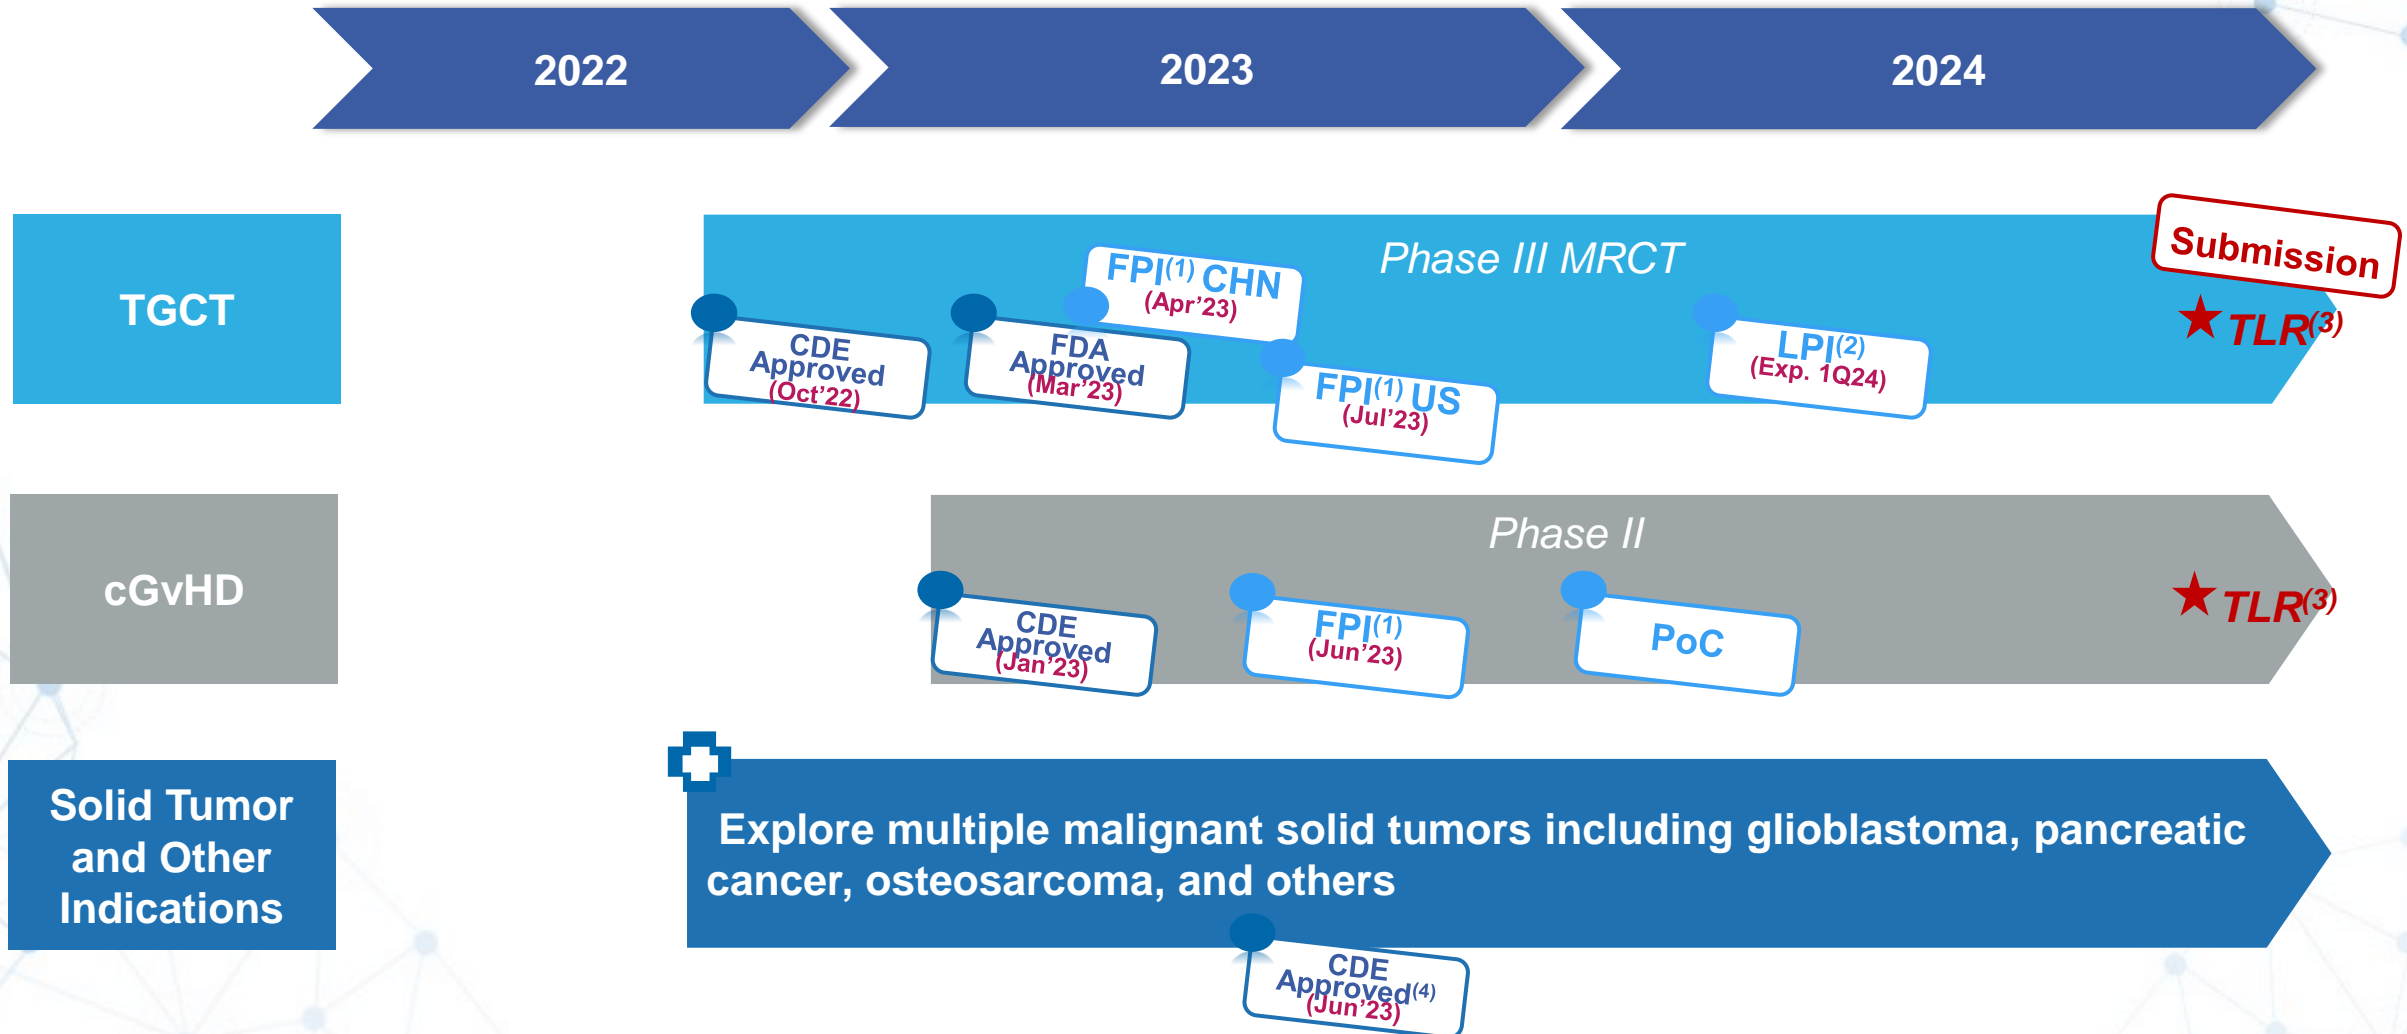 2022
2023
2024
TGCT
Phase III MRCT
Submission
FPI(1) CHN
(Apr’23)
TLR(3)
CDE
Approved
(Oct’22)
FDA
Approved
(Mar’23)
FPI(1) US
(Jul’23)
LPI(2)
(Exp. 1Q24)
cGvHD
Phase II
CDE
Approved
(Jan’23)
FPI(1)
(Jun’23)
PoC
TLR(3)
Solid Tumor
and Other
Indications
Explore multiple malignant solid tumors including glioblastoma, pancreatic
cancer, osteosarcoma, and others
CDE
Approved(4)
(Jun’23)